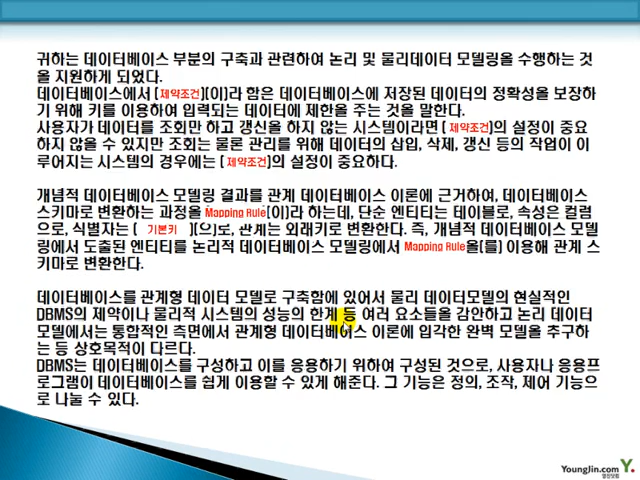 귀하는 데이터베이스 부분의 구축과 관련하여 논리 및 물리데이터 모델링을 수행하는 것
을 지원하게 되었다.
데이터베이스에서 [제약조건](이)라 함은 데이터베이스에 저장된 데이터의 정확성을 보장하
기 위해 키를 이용하여 입력되는 데이터에 제한을 주는 것을 말한다.
사용자가 데이터를 조회만 하고 갱신을 하지 않는 시스템이라면 [ 제약조건]의 설정이 중요
하지 않을 수 있지만 조회는 물론 관리를 위해 데이터의 삽입, 삭제, 갱신 등의 작업이 이
루어지는 시스템의 경우에는 [ 제약조건]의 설정이 중요하다.
개념적 데이터베이스 모델링 결과를 관계 데이터베이스 이론에 근거하여, 데이터베이스
스키마로 변환하는 과정을 Mapping Rule(이)라 하는데, 단순 엔티티는 테이블로, 속성은 컬럼
으로, 식별자는 [ 기본키 ](으)로, 관계는 외래키로 변환한다. 즉, 개념적 데이터베이스 모델
링에서 도출된 엔티티를 논리적 데이터베이스 모델링에서 Mapping Rule을(를) 이용해 관계 스
키마로 변환한다.
데이터베이스를 관계형 데이터 모델로 구축함에 있어서 물리 데이터모델의 현실적인
DBMS의 제약이나 물리적 시스템의 성능의 한계 등 여러 요소들을 감안하고 논리 데이터
모델에서는 통합적인 측면에서 관계형 데이터베이스 이론에 입각한 완벽 모델을 추구하
는 등 상호목적이 다르다.
DBMS는 데이터베이스를 구성하고 이를 응용하기 위하여 구성된 것으로, 사용자나 응용프
로그램이 데이터베이스를 쉽게 이용할 수 있게 해준다. 그 기능은 정의, 조작, 제어 기능으
로 나눌 수 있다.
YoungJin.com Y.
영진닷컴